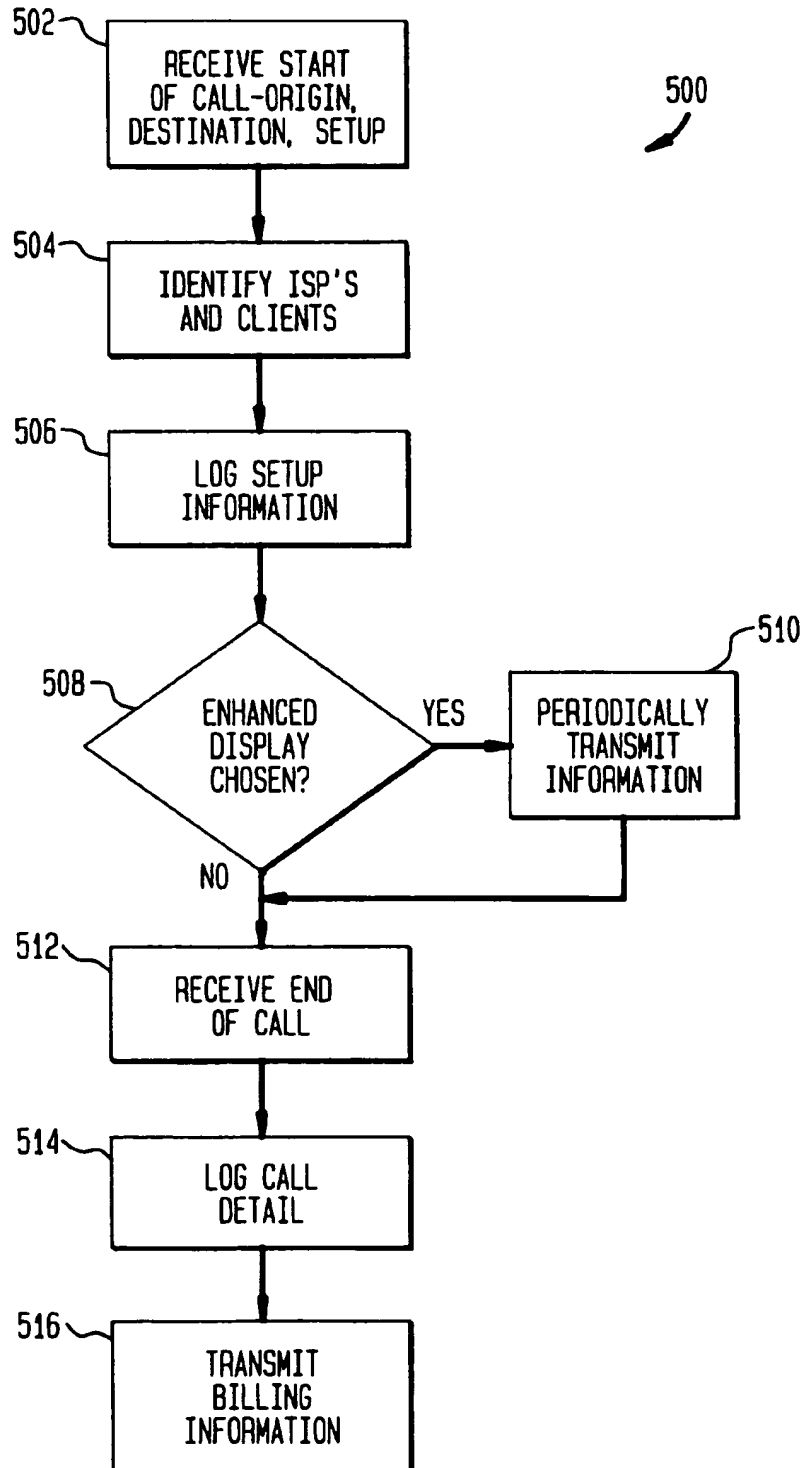 502
RECEIVE START
OF CALL-ORIGIN,
DESTINATION, SETUP
500
504
IDENTIFY ISP'S
AND CLIENTS
506
LOG SETUP
INFORMATION
508
ENHANCED
DISPLAY
CHOSEN?
YES
510
PERIODICALLY
TRANSMIT
INFORMATION
NO
512
RECEIVE END
OF CALL
514
LOG CALL
DETAIL
516
TRANSMIT
BILLING
INFORMATION